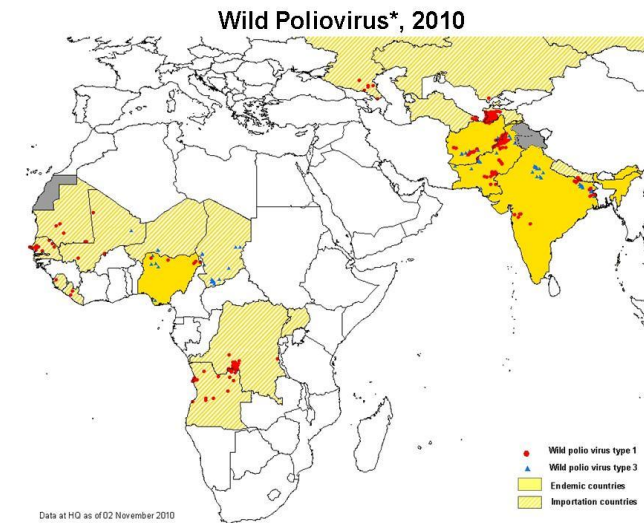 Wild Poliovirus*, 2010
Wild polio virus type 1
Wild polio virus type 3
Endemic countries
Importation countries
Data at HQ as of 02 November 2010